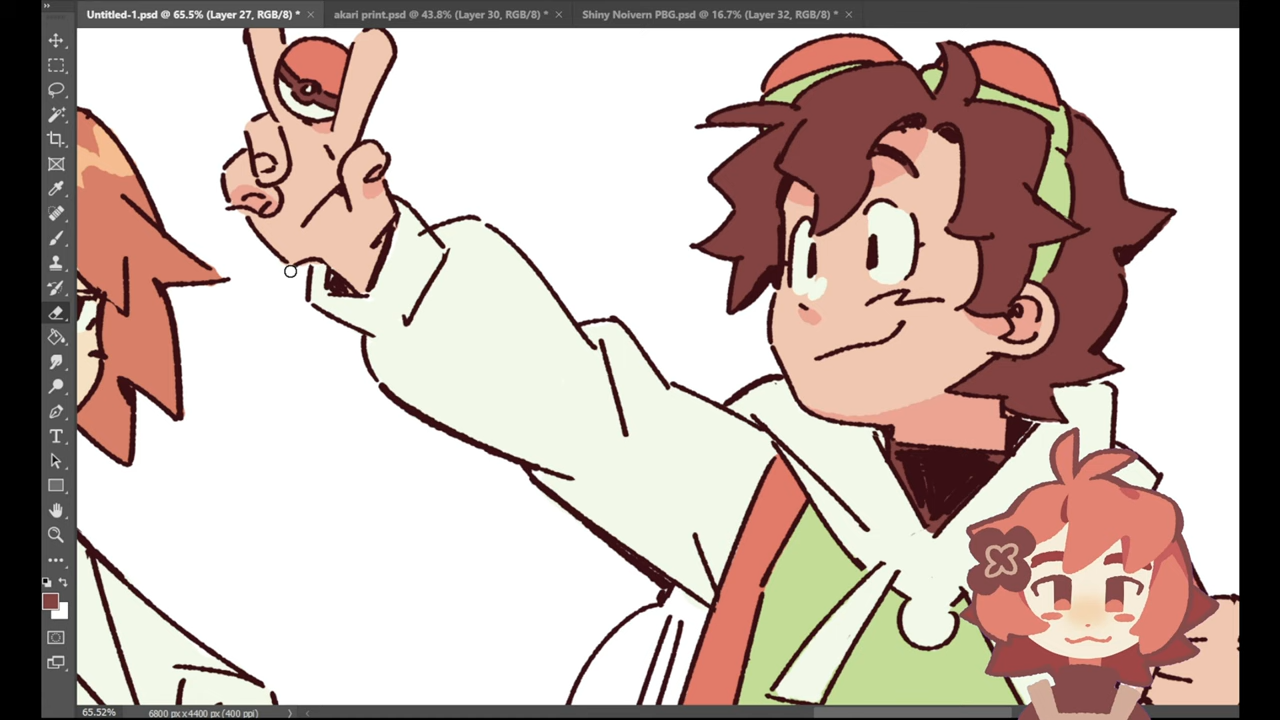 Untitled-1.psd @ 65.5% (Layer 27, RGB/8) *
akari print.psd @ 43.8% (Layer 30, RGB/8) *
Shiny Noivern PBG.psd @ 16.7% (Layer 32, RGB/8) *
65.52%
6800 px x 4400 px (400 ppi)